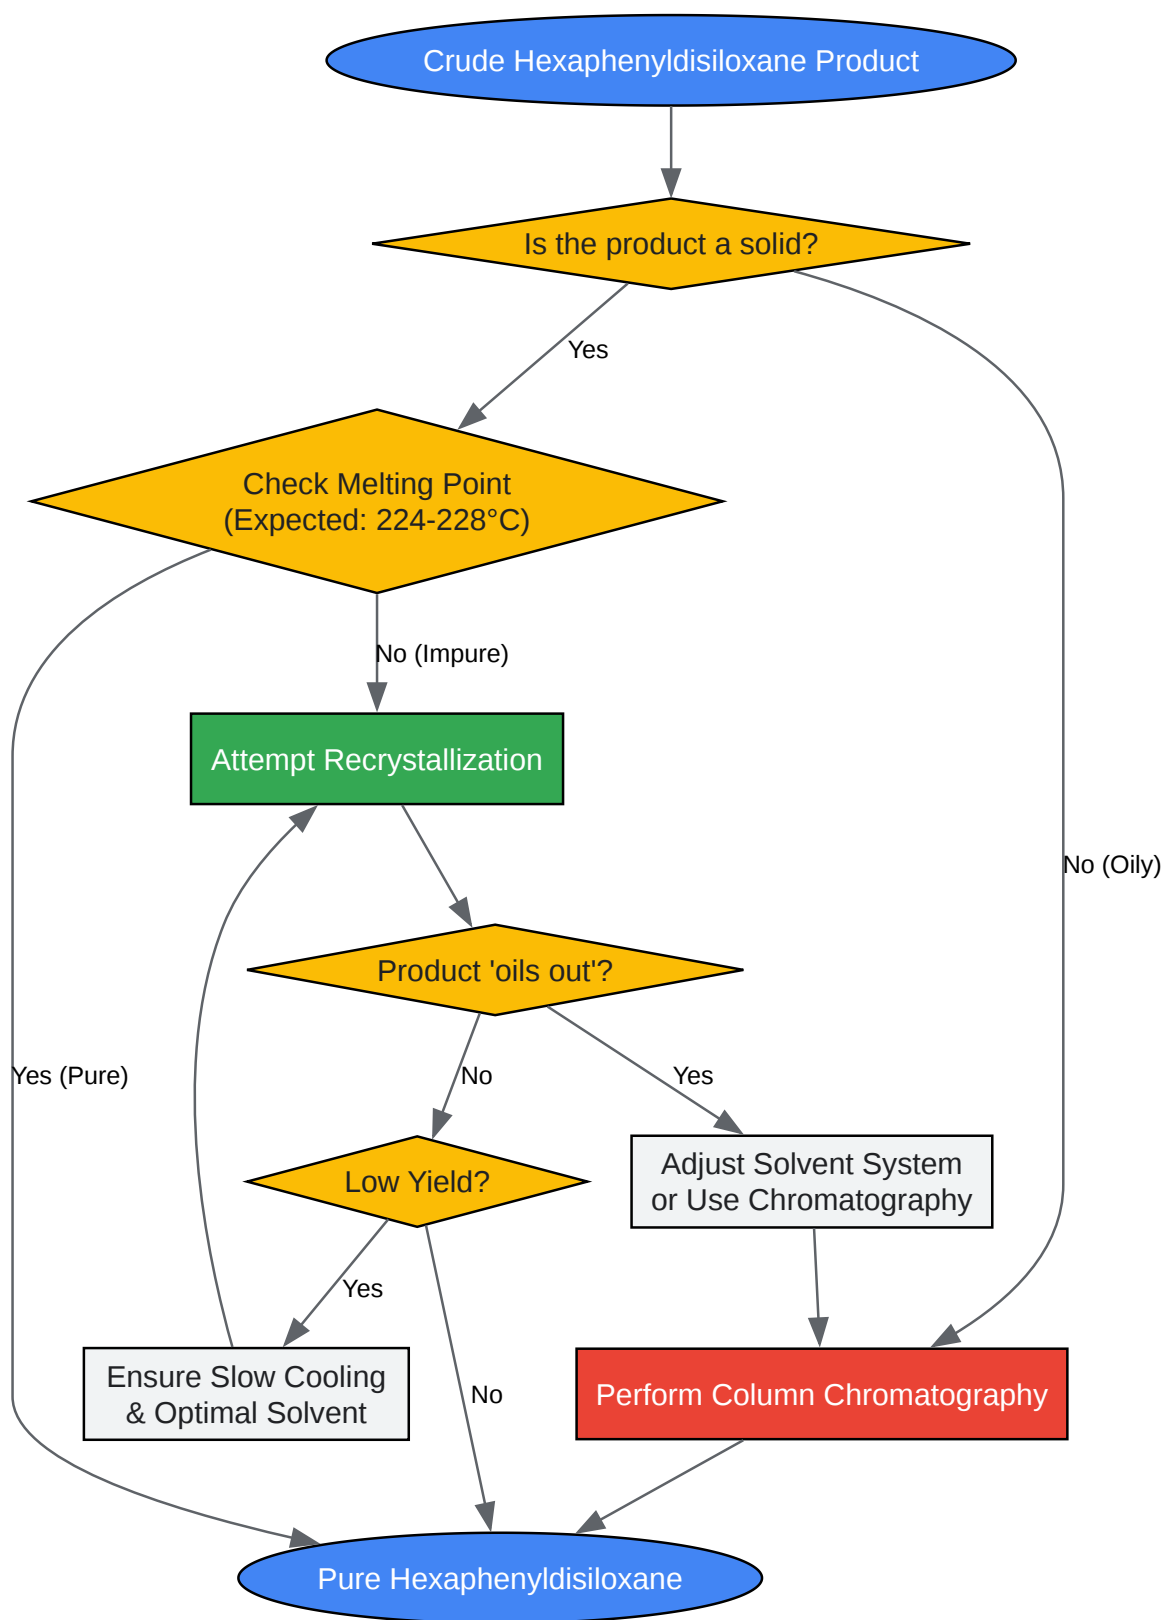 Crude Hexaphenyldisiloxane Product
Is the product a solid?
Yes
Check Melting Point
(Expected: 224-228°C)
No (Impure)
Attempt Recrystallization
No (Oily)
Product 'oils out'?
Yes (Pure)
No
Yes
Adjust Solvent System
or Use Chromatography
Low Yield?
Yes
Ensure Slow Cooling
& Optimal Solvent
No
Perform Column Chromatography
Pure Hexaphenyldisiloxane